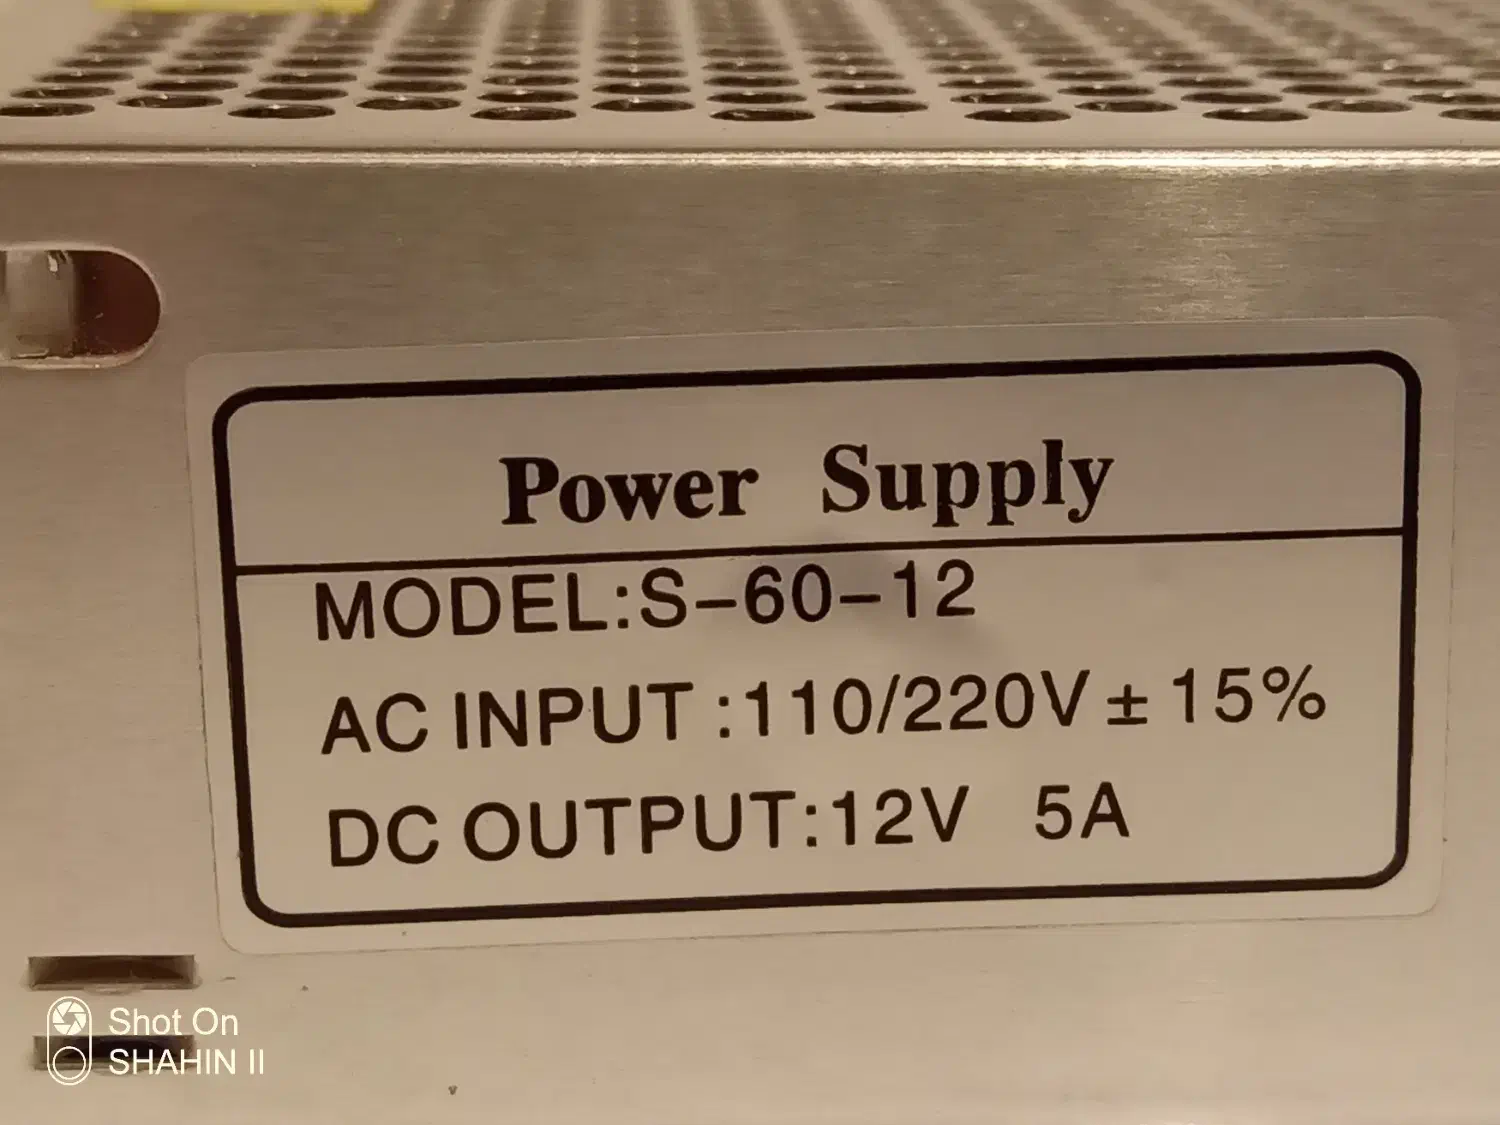 Power Supply
MODEL:S-60-12
AC INPUT :110/220V ± 15%
DC OUTPUT:12V 5A
Shot On
SHAHIN II